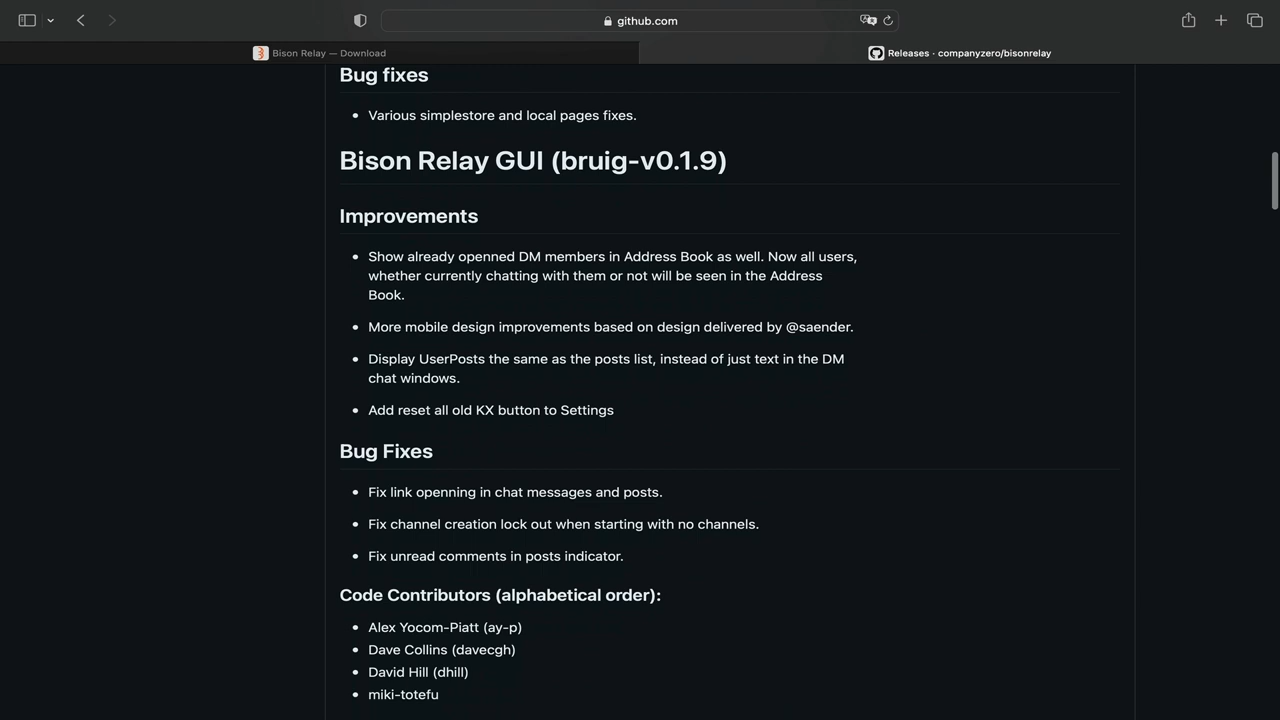 github.com
Bison Relay — Download
Releases · companyzero/bisonrelay
Bug fixes
• Various simplestore and local pages fixes.
Bison Relay GUI (bruig-v0.1.9)
Improvements
• Show already openned DM members in Address Book as well. Now all users,
whether currently chatting with them or not will be seen in the Address
Book.
• More mobile design improvements based on design delivered by @saender.
• Display UserPosts the same as the posts list, instead of just text in the DM
chat windows.
• Add reset all old KX button to Settings
Bug Fixes
• Fix link openning in chat messages and posts.
• Fix channel creation lock out when starting with no channels.
• Fix unread comments in posts indicator.
Code Contributors (alphabetical order):
• Alex Yocom-Piatt (ay-p)
• Dave Collins (davecgh)
• David Hill (dhill)
• miki-totefu